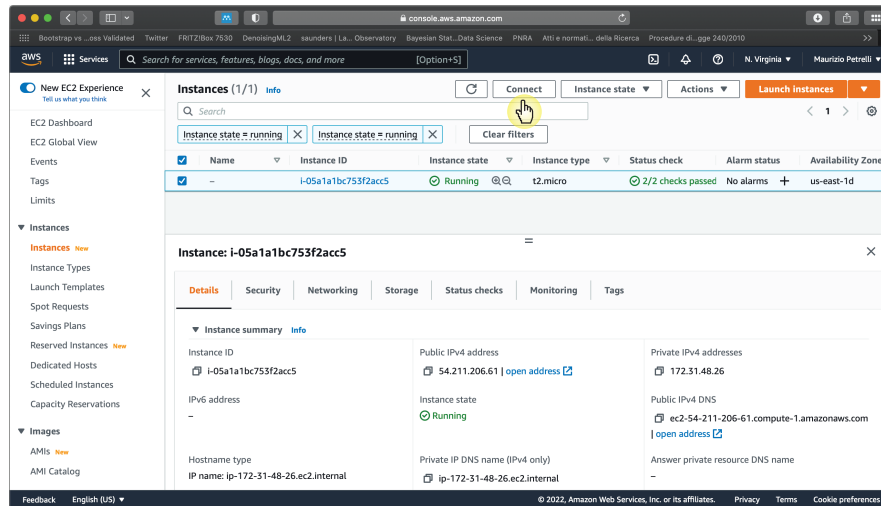 console.aws.amazon.com
Bootstrap vs...oss Validated Twitter FRITZ!Box 7530 DenoisingML2 saunders | La... Observatory Bayesian Stat...Data Science PNRA Atti e normati... della Ricerca Procedure di...gge 240/2010 >>
aws Services Search for services, features, blogs, docs, and more [Option+S] N. Virginia ▼ Maurizio Petrelli ▼
New EC2 Experience
Tell us what you think
EC2 Dashboard
EC2 Global View
Events
Tags
Limits
Instances
Instances New
Instance Types
Launch Templates
Spot Requests
Savings Plans
Reserved Instances New
Dedicated Hosts
Scheduled Instances
Capacity Reservations
Images
AMIs New
AMI Catalog
Instances (1/1) Info Connect Instance state ▼ Actions ▼ Launch instances ▼
Search 1
Instance state = running Instance state = running Clear filters
Name Instance ID Instance state Instance type Status check Alarm status Availability Zone
– i-05a1a1bc753f2acc5 Running t2.micro 2/2 checks passed No alarms + us-east-1d
Instance: i-05a1a1bc753f2acc5
Details Security Networking Storage Status checks Monitoring Tags
Instance summary Info
Instance ID Public IPv4 address Private IPv4 addresses
i-05a1a1bc753f2acc5 54.211.206.61 | open address 172.31.48.26
IPv6 address Instance state Public IPv4 DNS
– Running ec2-54-211-206-61.compute-1.amazonaws.com
| open address
Hostname type Private IP DNS name (IPv4 only) Answer private resource DNS name
IP name: ip-172-31-48-26.ec2.internal ip-172-31-48-26.ec2.internal –
Feedback English (US) ▼ © 2022, Amazon Web Services, Inc. or its affiliates. Privacy Terms Cookie preferences